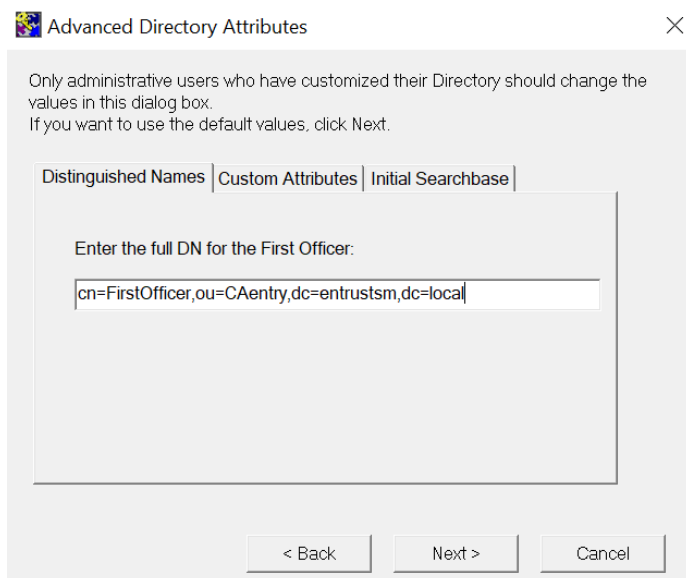 Advanced Directory Attributes
Only administrative users who have customized their Directory should change the
values in this dialog box.
If you want to use the default values, click Next.
Distinguished Names Custom Attributes Initial Searchbase
Enter the full DN for the First Officer:
cn=FirstOfficer,ou=CAentry,dc=entrustsm,dc=local
< Back Next > Cancel